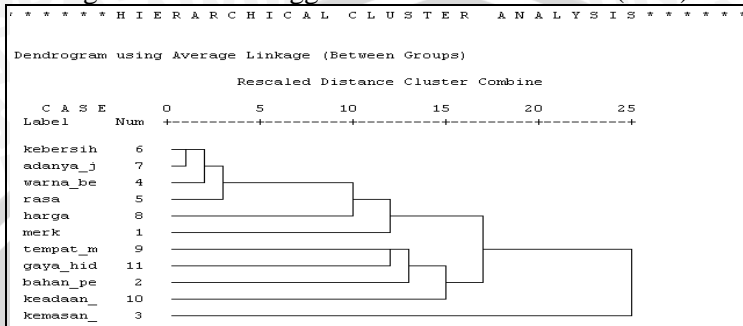 * * * * * * H I E R A R C H I C A L   C L U S T E R   A N A L Y S I S * * * * * *
Dendrogram using Average Linkage (Between Groups)
Rescaled Distance Cluster Combine
C A S E 0 5 10 15 20 25
Label Num +---------+---------+---------+---------+---------+
kebersih 6
adanya_j 7
warna_be 4
rasa 5
harga 8
merk 1
tempat_m 9
gaya_hid 11
bahan_pe 2
keadaan_ 10
kemasan_ 3